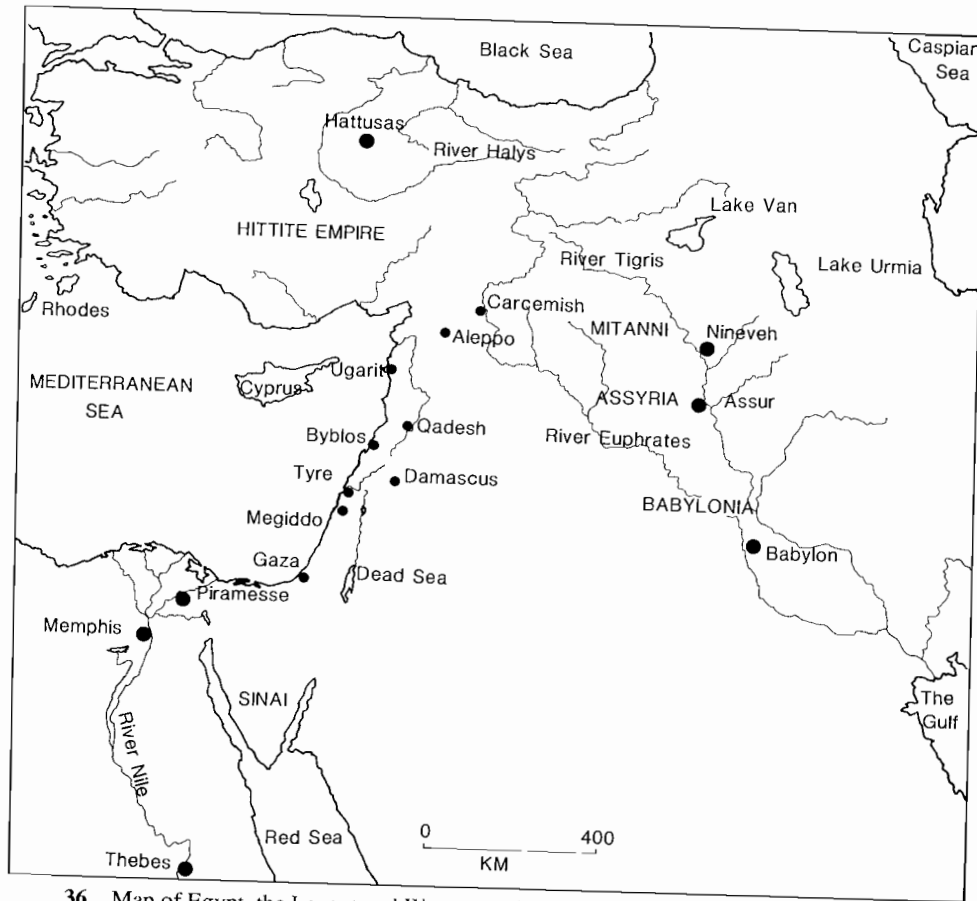 Black Sea
Caspian
Sea
Hattusas
River Halys
Lake Van
HITTITE EMPIRE
River Tigris
Lake Urmia
Rhodes
Carcemish
MITANNI
Nineveh
Aleppo
Ugarit
MEDITERRANEAN
SEA
Cyprus
ASSYRIA
Assur
Byblos
Qadesh
River Euphrates
Tyre
Damascus
Megiddo
BABYLONIA
Gaza
Dead Sea
Babylon
Piramesse
Memphis
SINAI
The
Gulf
River Nile
Red Sea
0 400
KM
Thebes
36 Map of Egypt, the